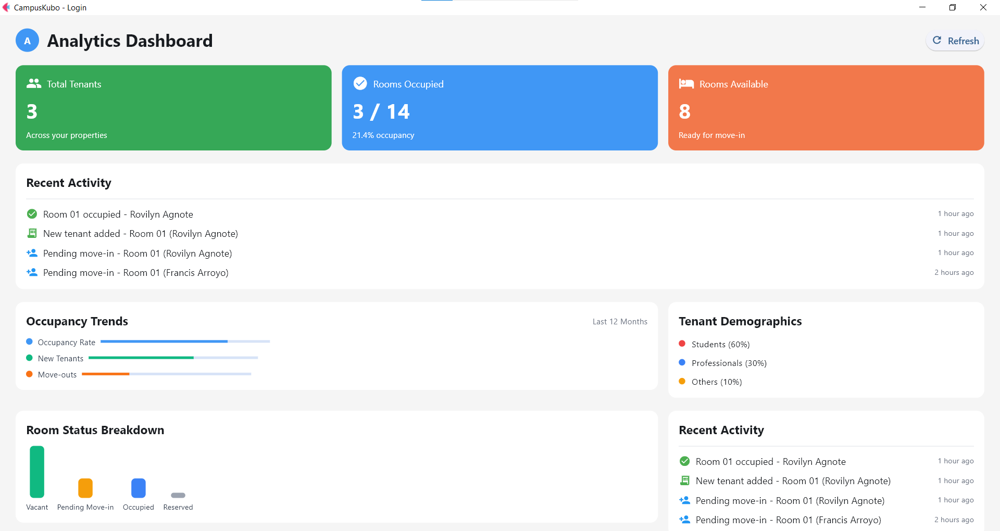 CampusKubo - Login
A
Analytics Dashboard
Refresh
Total Tenants
3
Across your properties
Rooms Occupied
3 / 14
21.4% occupancy
Rooms Available
8
Ready for move-in
Recent Activity
Room 01 occupied - Rovilyn Agnote 1 hour ago
New tenant added - Room 01 (Rovilyn Agnote) 1 hour ago
Pending move-in - Room 01 (Rovilyn Agnote) 1 hour ago
Pending move-in - Room 01 (Francis Arroyo) 2 hours ago
Occupancy Trends Last 12 Months
Occupancy Rate
New Tenants
Move-outs
Tenant Demographics
Students (60%)
Professionals (30%)
Others (10%)
Room Status Breakdown
Vacant Pending Move-in Occupied Reserved
Recent Activity
Room 01 occupied - Rovilyn Agnote 1 hour ago
New tenant added - Room 01 (Rovilyn Agnote) 1 hour ago
Pending move-in - Room 01 (Rovilyn Agnote) 1 hour ago
Pending move-in - Room 01 (Francis Arroyo) 2 hours ago